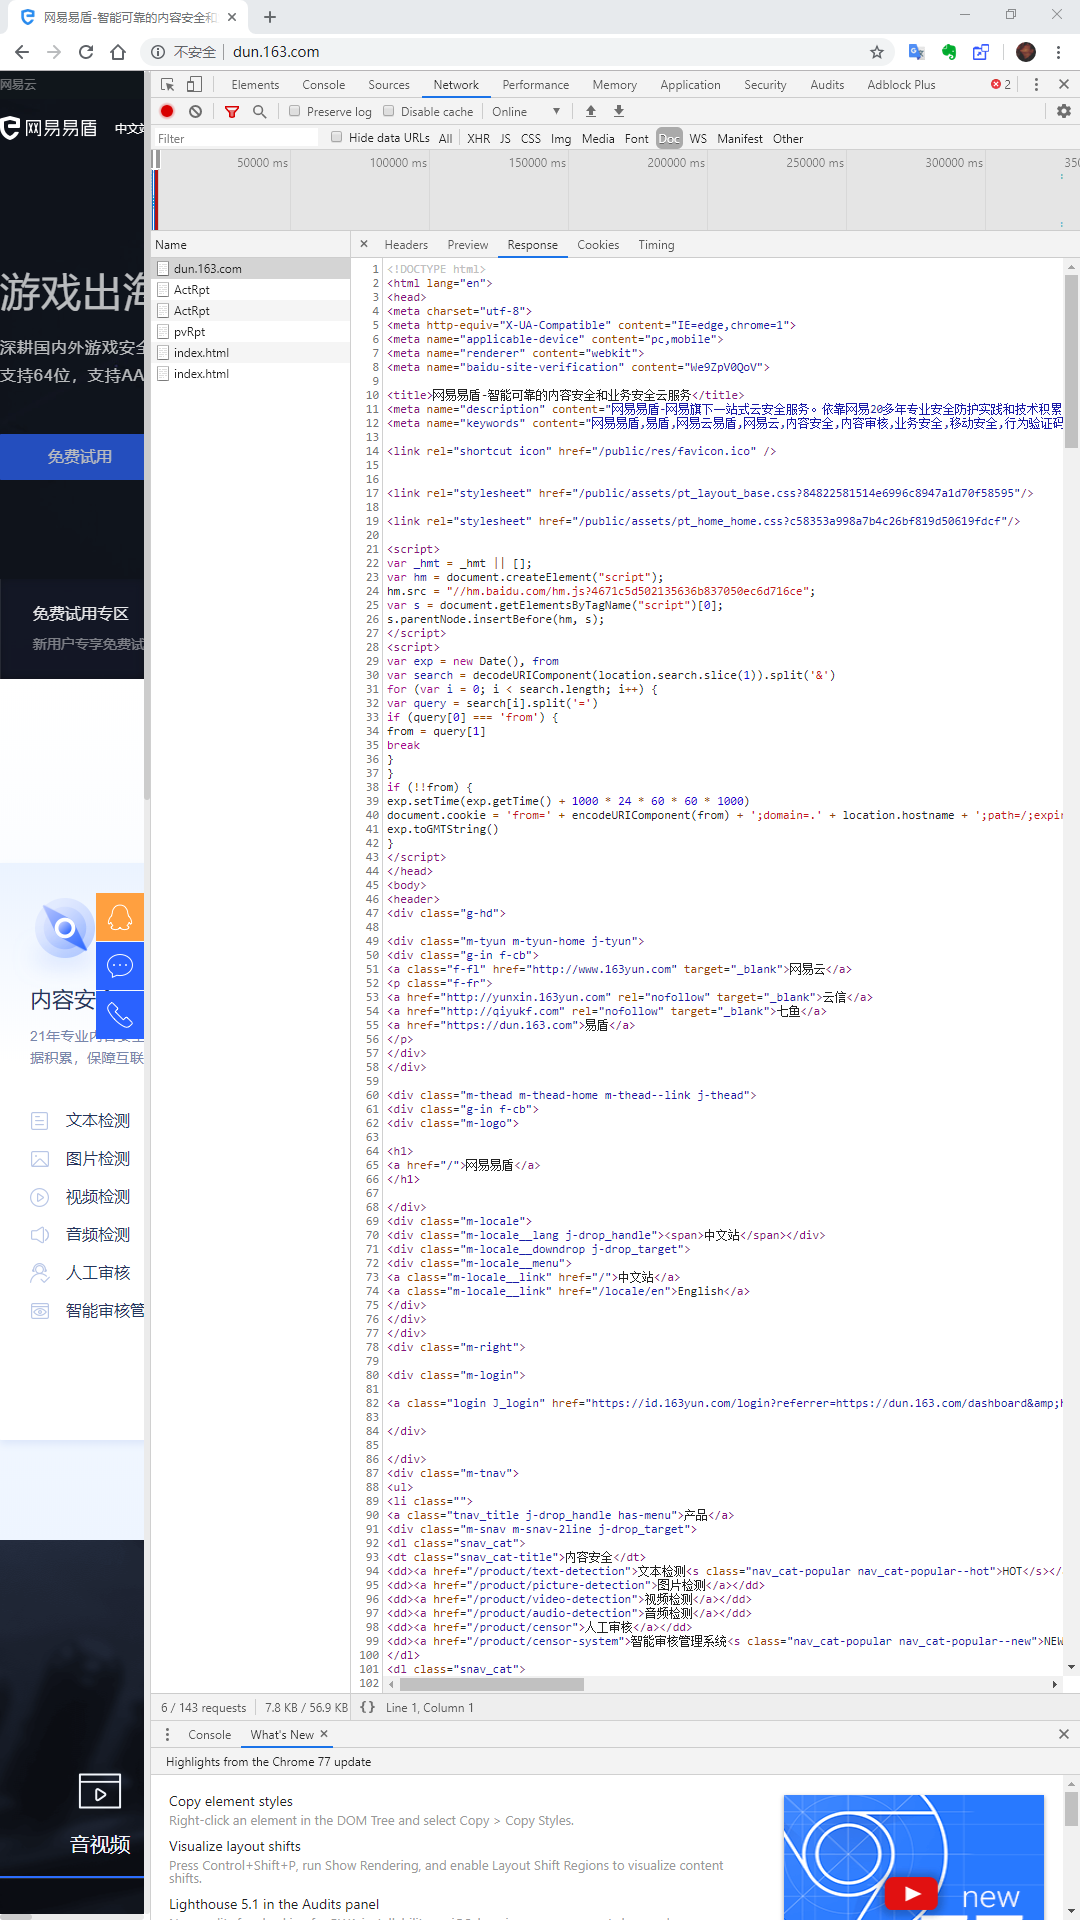 网易易盾-智能可靠的内容安全和
不安全 dun.163.com
网易云
网易易盾 中文站
游戏出海
深耕国内外游戏安全
支持64位，支持AA
免费试用
免费试用专区
新用户专享免费试
内容安
21年专业内容安全
据积累，保障互联
文本检测
图片检测
视频检测
音频检测
人工审核
智能审核管
音视频
Elements Console Sources Network Performance Memory Application Security Audits Adblock Plus 2
Preserve log Disable cache Online
Filter Hide data URLs All XHR JS CSS Img Media Font Doc WS Manifest Other
50000 ms 100000 ms 150000 ms 200000 ms 250000 ms 300000 ms 350
Name
dun.163.com
ActRpt
ActRpt
pvRpt
index.html
index.html
Headers Preview Response Cookies Timing
1 <!DOCTYPE html>
2 <html lang="en">
3 <head>
4 <meta charset="utf-8">
5 <meta http-equiv="X-UA-Compatible" content="IE=edge,chrome=1">
6 <meta name="applicable-device" content="pc,mobile">
7 <meta name="renderer" content="webkit">
8 <meta name="baidu-site-verification" content="We9ZpV0QoV">
9
10 <title>网易易盾-智能可靠的内容安全和业务安全云服务</title>
11 <meta name="description" content="网易易盾-网易旗下一站式云安全服务。依靠网易20多年专业安全防护实践和技术积累
12 <meta name="keywords" content="网易易盾,易盾,网易云易盾,网易云,内容安全,内容审核,业务安全,移动安全,行为验证码
13
14 <link rel="shortcut icon" href="/public/res/favicon.ico" />
15
16
17 <link rel="stylesheet" href="/public/assets/pt_layout_base.css?84822581514e6996c8947a1d70f58595"/>
18
19 <link rel="stylesheet" href="/public/assets/pt_home_home.css?c58353a998a7b4c26bf819d50619fdcf"/>
20
21 <script>
22 var _hmt = _hmt || [];
23 var hm = document.createElement("script");
24 hm.src = "//hm.baidu.com/hm.js?4671c5d502135636b837050ec6d716ce";
25 var s = document.getElementsByTagName("script")[0];
26 s.parentNode.insertBefore(hm, s);
27 </script>
28 <script>
29 var exp = new Date(), from
30 var search = decodeURIComponent(location.search.slice(1)).split('&')
31 for (var i = 0; i < search.length; i++) {
32 var query = search[i].split('=')
33 if (query[0] === 'from') {
34 from = query[1]
35 break
36 }
37 }
38 if (!!from) {
39 exp.setTime(exp.getTime() + 1000 * 24 * 60 * 60 * 1000)
40 document.cookie = 'from=' + encodeURIComponent(from) + ';domain=.' + location.hostname + ';path=/;expir
41 exp.toGMTString()
42 }
43 </script>
44 </head>
45 <body>
46 <header>
47 <div class="g-hd">
48
49 <div class="m-tyun m-tyun-home j-tyun">
50 <div class="g-in f-cb">
51 <a class="f-fl" href="http://www.163yun.com" target="_blank">网易云</a>
52 <p class="f-fr">
53 <a href="http://yunxin.163yun.com" rel="nofollow" target="_blank">云信</a>
54 <a href="http://qiyukf.com" rel="nofollow" target="_blank">七鱼</a>
55 <a href="https://dun.163.com">易盾</a>
56 </p>
57 </div>
58 </div>
59
60 <div class="m-thead m-thead-home m-thead--link j-thead">
61 <div class="g-in f-cb">
62 <div class="m-logo">
63
64 <h1>
65 <a href="/">网易易盾</a>
66 </h1>
67
68 </div>
69 <div class="m-locale">
70 <div class="m-locale__lang j-drop_handle"><span>中文站</span></div>
71 <div class="m-locale__downdrop j-drop_target">
72 <div class="m-locale__menu">
73 <a class="m-locale__link" href="/">中文站</a>
74 <a class="m-locale__link" href="/locale/en">English</a>
75 </div>
76 </div>
77 </div>
78 <div class="m-right">
79
80 <div class="m-login">
81
82 <a class="login J_login" href="https://id.163yun.com/login?referrer=https://dun.163.com/dashboard&amp;h
83
84 </div>
85
86 </div>
87 <div class="m-tnav">
88 <ul>
89 <li class="">
90 <a class="tnav_title j-drop_handle has-menu">产品</a>
91 <div class="m-snav m-snav-2line j-drop_target">
92 <dl class="snav_cat">
93 <dt class="snav_cat-title">内容安全</dt>
94 <dd><a href="/product/text-detection">文本检测<s class="nav_cat-popular nav_cat-popular--hot">HOT</s></
95 <dd><a href="/product/picture-detection">图片检测</a></dd>
96 <dd><a href="/product/video-detection">视频检测</a></dd>
97 <dd><a href="/product/audio-detection">音频检测</a></dd>
98 <dd><a href="/product/censor">人工审核</a></dd>
99 <dd><a href="/product/censor-system">智能审核管理系统<s class="nav_cat-popular nav_cat-popular--new">NEW
100 </dl>
101 <dl class="snav_cat">
102
6 / 143 requests 7.8 KB / 56.9 KB {} Line 1, Column 1
Console What's New
Highlights from the Chrome 77 update
Copy element styles
Right-click an element in the DOM Tree and select Copy > Copy Styles.
Visualize layout shifts
Press Control+Shift+P, run Show Rendering, and enable Layout Shift Regions to visualize content
shifts.
Lighthouse 5.1 in the Audits panel
new